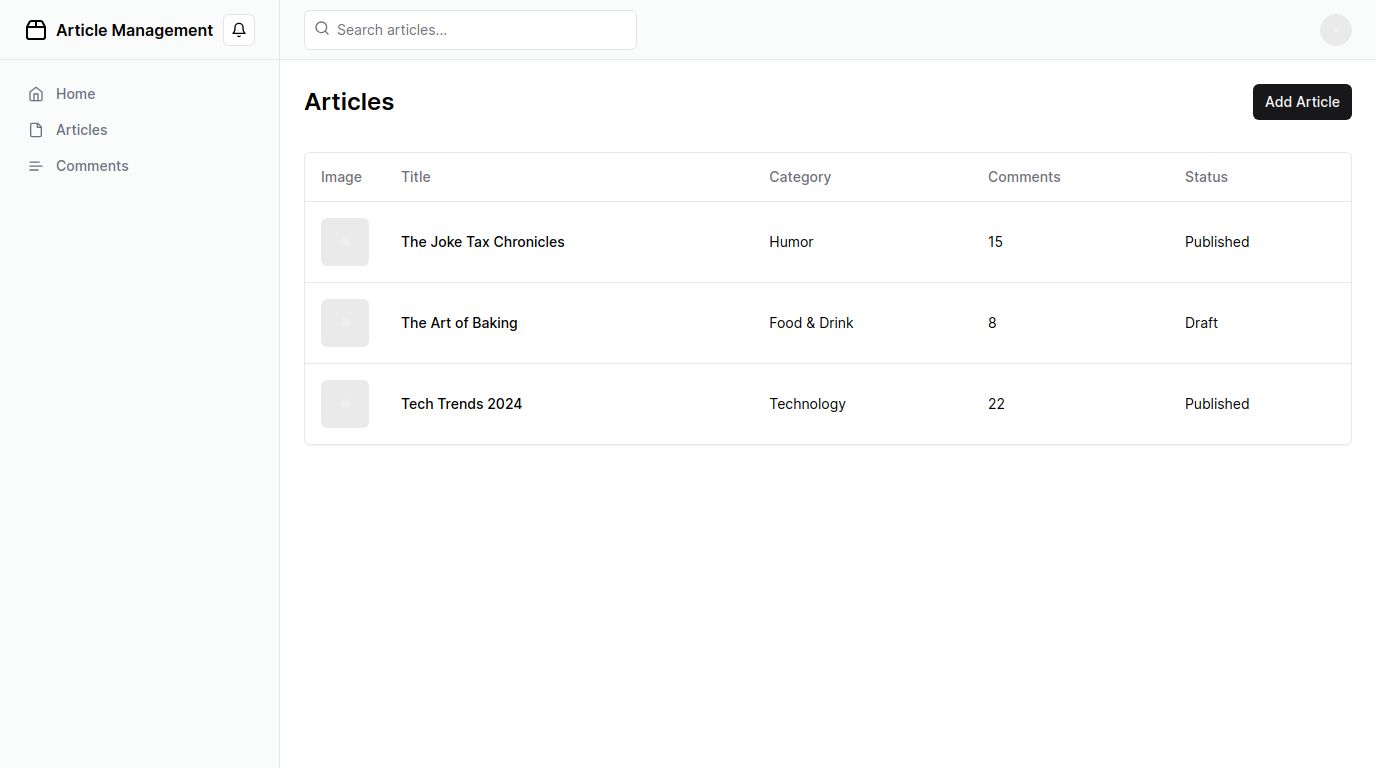 Article Management
Search articles...
Home
Articles
Comments
Articles
Add Article
Image Title Category Comments Status
The Joke Tax Chronicles Humor 15 Published
The Art of Baking Food & Drink 8 Draft
Tech Trends 2024 Technology 22 Published